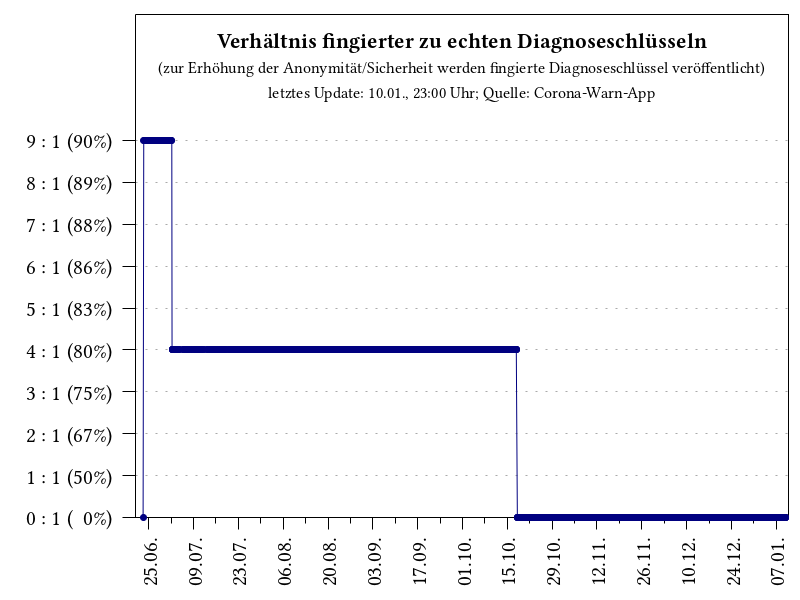 Verhältnis fingierter zu echten Diagnoseschlüsseln
(zur Erhöhung der Anonymität/Sicherheit werden fingierte Diagnoseschlüssel veröffentlicht)
letztes Update: 10.01., 23:00 Uhr; Quelle: Corona-Warn-App
9 : 1 (90%)
8 : 1 (89%)
7 : 1 (88%)
6 : 1 (86%)
5 : 1 (83%)
4 : 1 (80%)
3 : 1 (75%)
2 : 1 (67%)
1 : 1 (50%)
0 : 1 (  0%)
25.06.
09.07.
23.07.
06.08.
20.08.
03.09.
17.09.
01.10.
15.10.
29.10.
12.11.
26.11.
10.12.
24.12.
07.01.